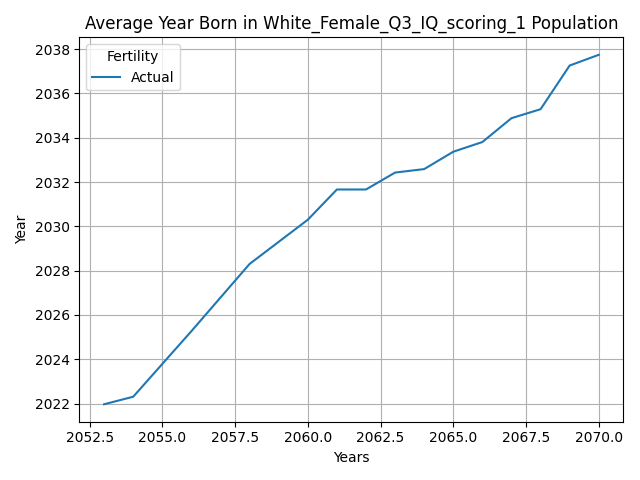 Average Year Born in White_Female_Q3_IQ_scoring_1 Population
Fertility
Actual
Year
2038
2036
2034
2032
2030
2028
2026
2024
2022
2052.5 2055.0 2057.5 2060.0 2062.5 2065.0 2067.5 2070.0
Years